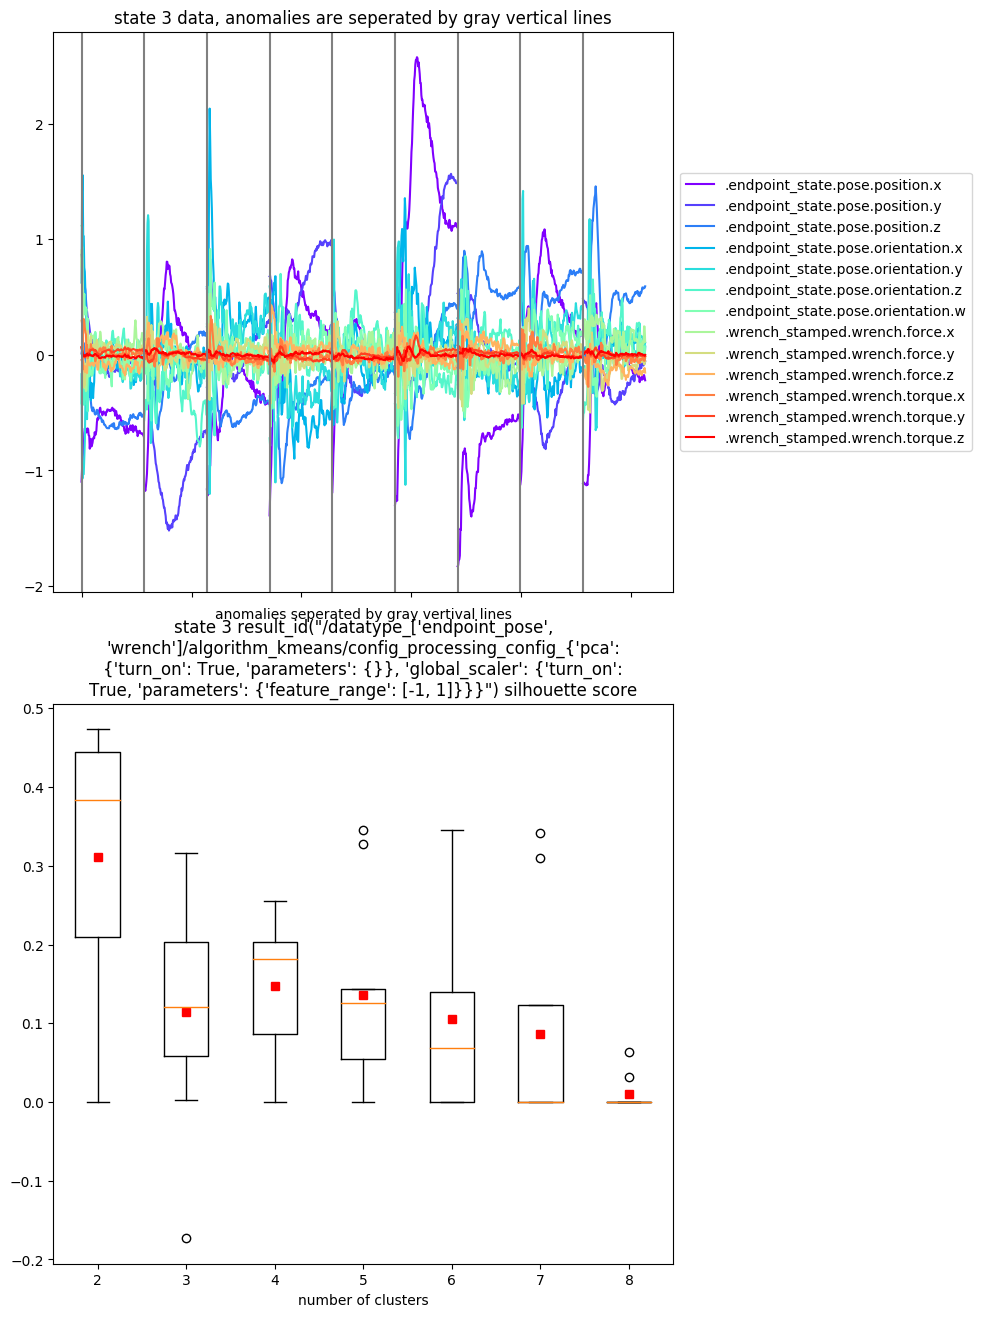 state 3 data, anomalies are seperated by gray vertical lines
2
1
0
−1
−2
.endpoint_state.pose.position.x
.endpoint_state.pose.position.y
.endpoint_state.pose.position.z
.endpoint_state.pose.orientation.x
.endpoint_state.pose.orientation.y
.endpoint_state.pose.orientation.z
.endpoint_state.pose.orientation.w
.wrench_stamped.wrench.force.x
.wrench_stamped.wrench.force.y
.wrench_stamped.wrench.force.z
.wrench_stamped.wrench.torque.x
.wrench_stamped.wrench.torque.y
.wrench_stamped.wrench.torque.z
anomalies seperated by gray vertival lines
state 3 result_id("/datatype_['endpoint_pose',
'wrench']/algorithm_kmeans/config_processing_config_{'pca':
{'turn_on': True, 'parameters': {}}, 'global_scaler': {'turn_on':
True, 'parameters': {'feature_range': [-1, 1]}}}") silhouette score
0.5
0.4
0.3
0.2
0.1
0.0
−0.1
−0.2
2 3 4 5 6 7 8
number of clusters